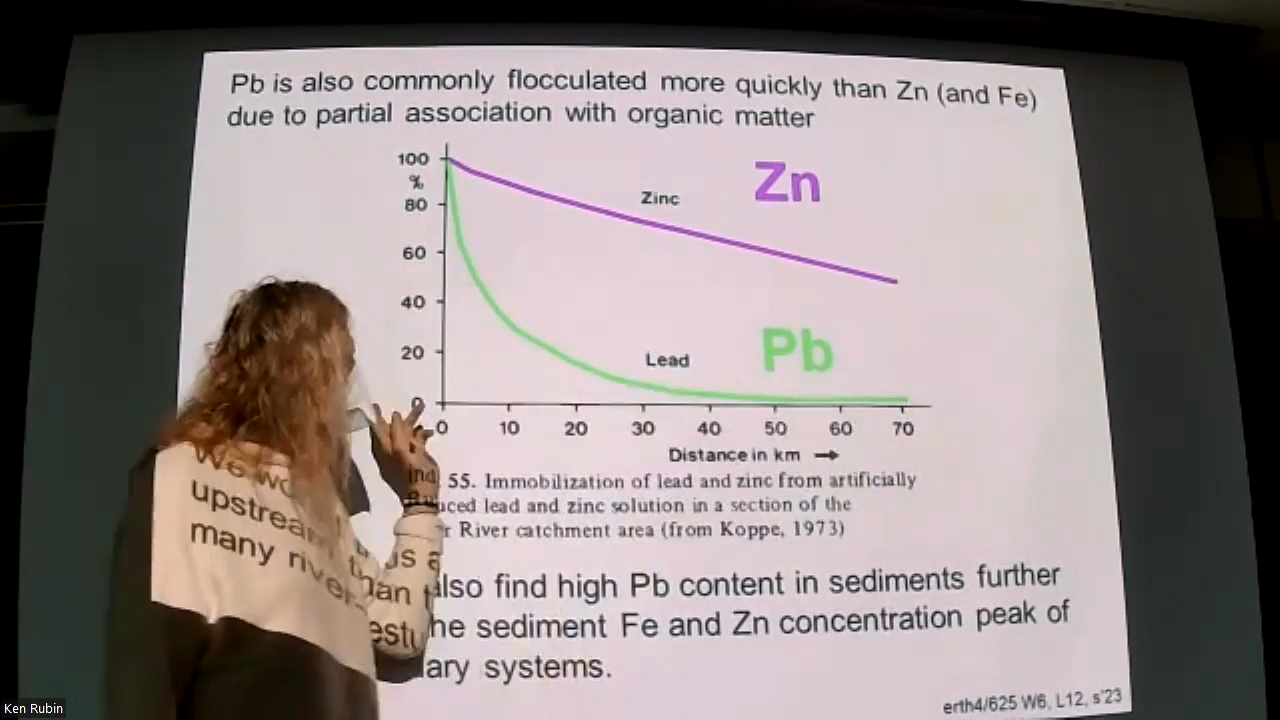 Pb is also commonly flocculated more quickly than Zn (and Fe)
due to partial association with organic matter
100
%
80
60
40
20
0
Zinc
Zn
Lead
Pb
0 10 20 30 40 50 60 70
Distance in km →
55. Immobilization of lead and zinc from artificially
lead and zinc solution in a section of the
River catchment area (from Koppe, 1973)
We also find high Pb content in sediments further
upstream than the sediment Fe and Zn concentration peak of
many river systems.
erth4/625 W6, L12, s'23
Ken Rubin